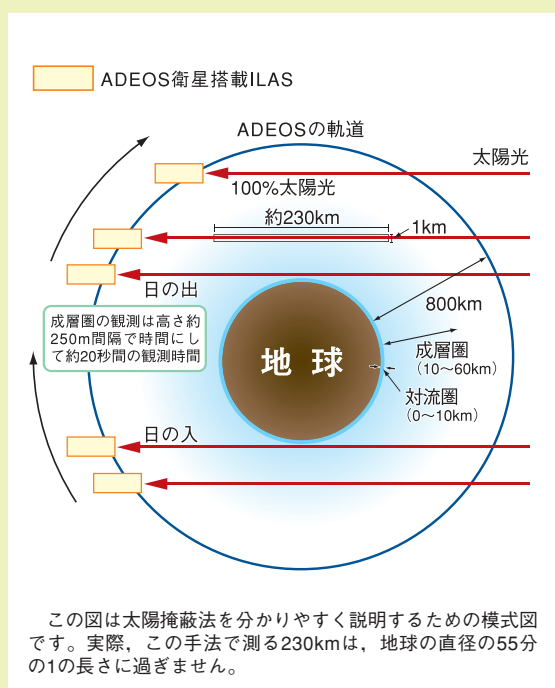 ADEOS衛星搭載ILAS
ADEOSの軌道
太陽光
100%太陽光
約230km
1km
日の出
800km
成層圏の観測は高さ約
250m間隔で時間にし
て約20秒間の観測時間
地 球
成層圏
(10〜60km)
対流圏
(0〜10km)
日の入
この図は太陽掩蔽法を分かりやすく説明するための模式図
です。実際，この手法で測る230kmは，地球の直径の55分
の1の長さに過ぎません。